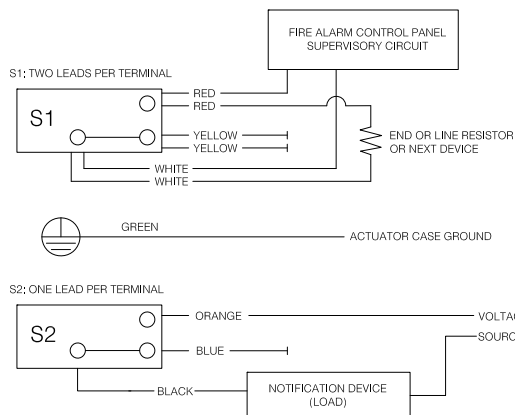 FIRE ALARM CONTROL PANEL
SUPERVISORY CIRCUIT
S1: TWO LEADS PER TERMINAL
RED
RED
S1
YELLOW
YELLOW
END OR LINE RESISTOR
OR NEXT DEVICE
WHITE
WHITE
GREEN
ACTUATOR CASE GROUND
S2: ONE LEAD PER TERMINAL
ORANGE
S2
BLUE
BLACK
NOTIFICATION DEVICE
(LOAD)